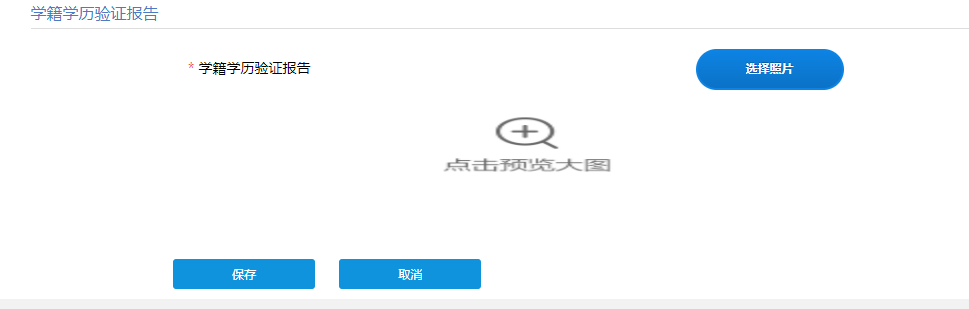 学籍学历验证报告
* 学籍学历验证报告
选择照片
点击预览大图
保存
取消